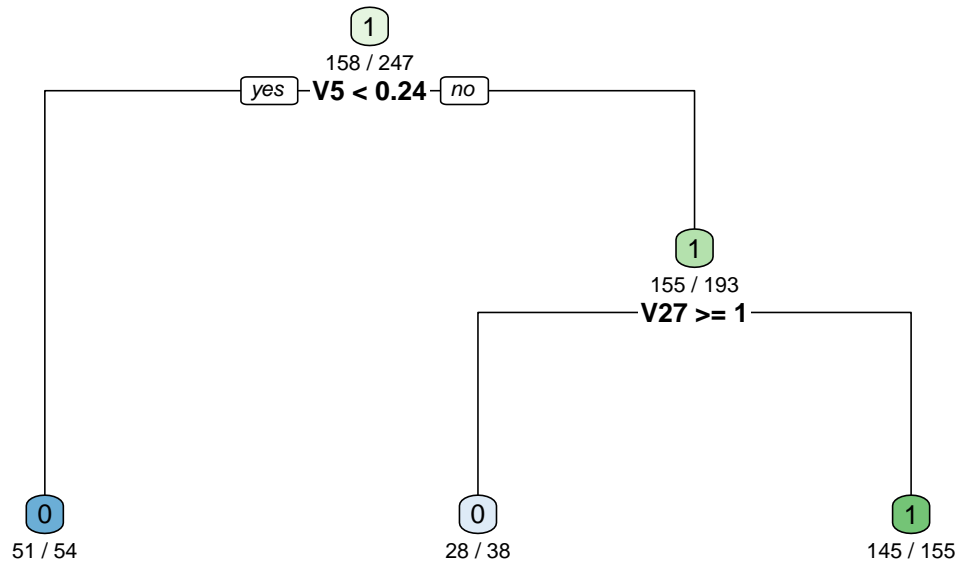 1
158 / 247
yes V5 < 0.24 no
1
155 / 193
V27 >= 1
0 0 1
51 / 54 28 / 38 145 / 155